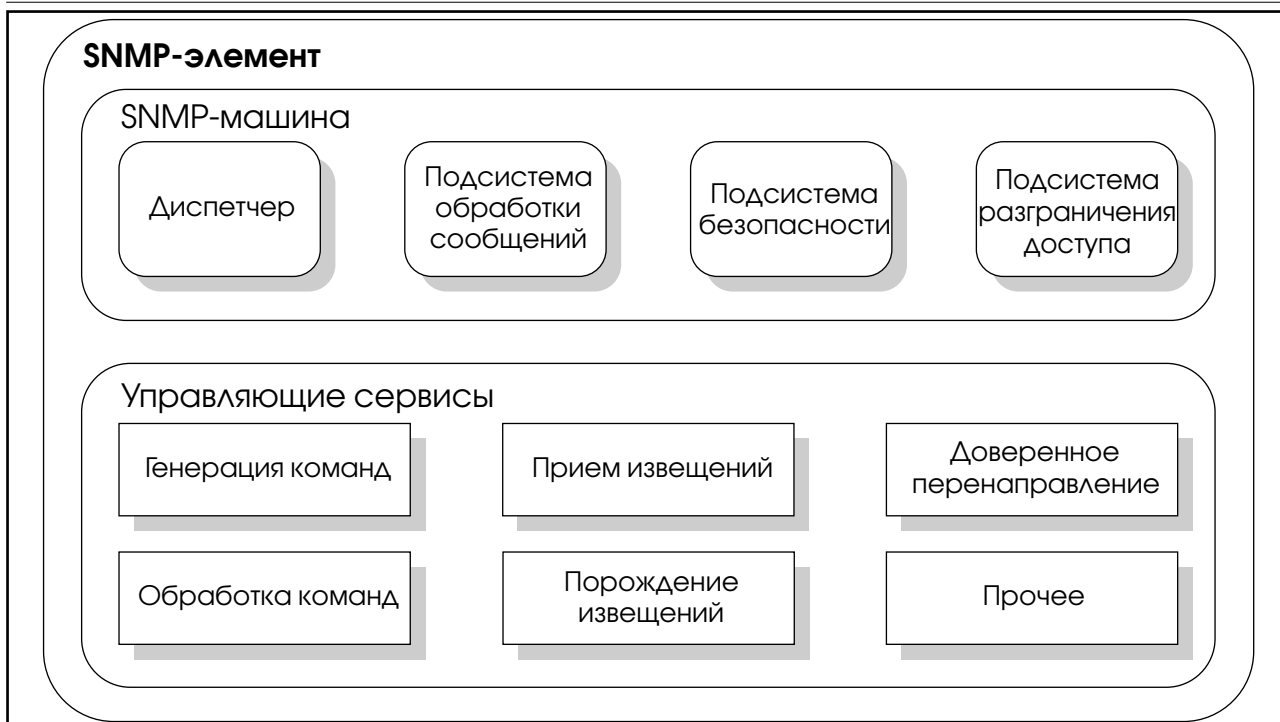 SNMP-элемент
SNMP-машина
Диспетчер
Подсистема
обработки
сообщений
Подсистема
безопасности
Подсистема
разграничения
доступа
Управляющие сервисы
Генерация команд
Прием извещений
Доверенное
перенаправление
Обработка команд
Порождение
извещений
Прочее